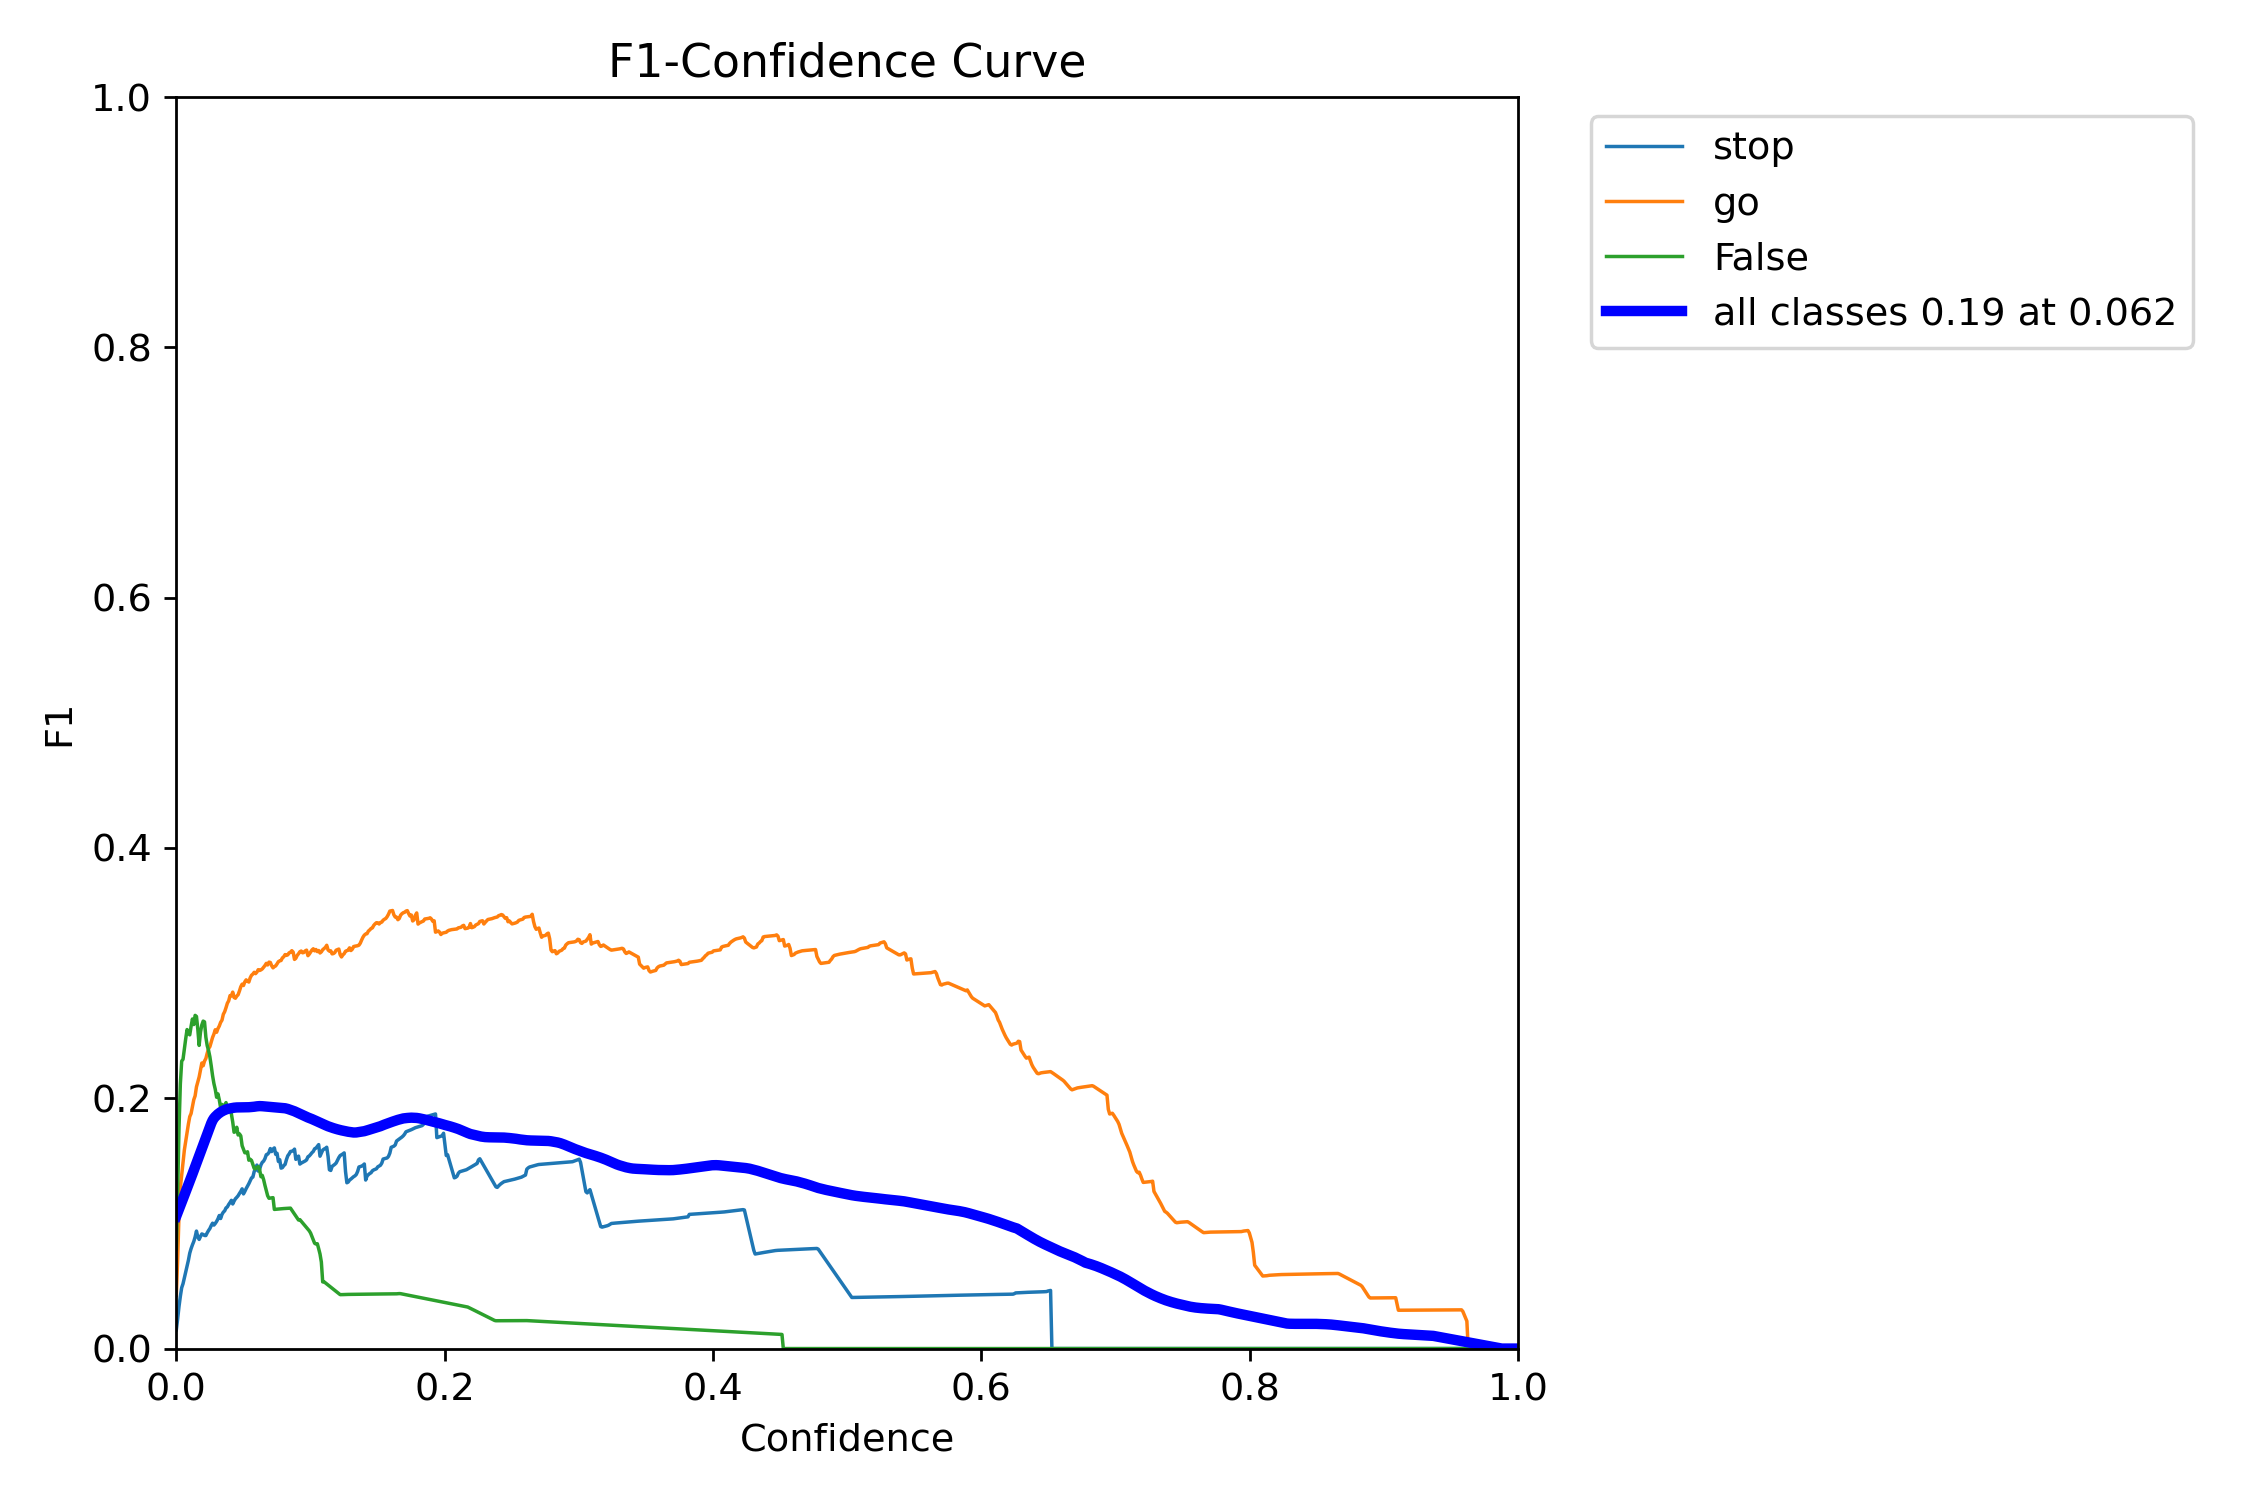 F1-Confidence Curve
1.0
0.8
0.6
0.4
0.2
0.0
F1
0.0 0.2 0.4 0.6 0.8 1.0
Confidence
stop
go
False
all classes 0.19 at 0.062